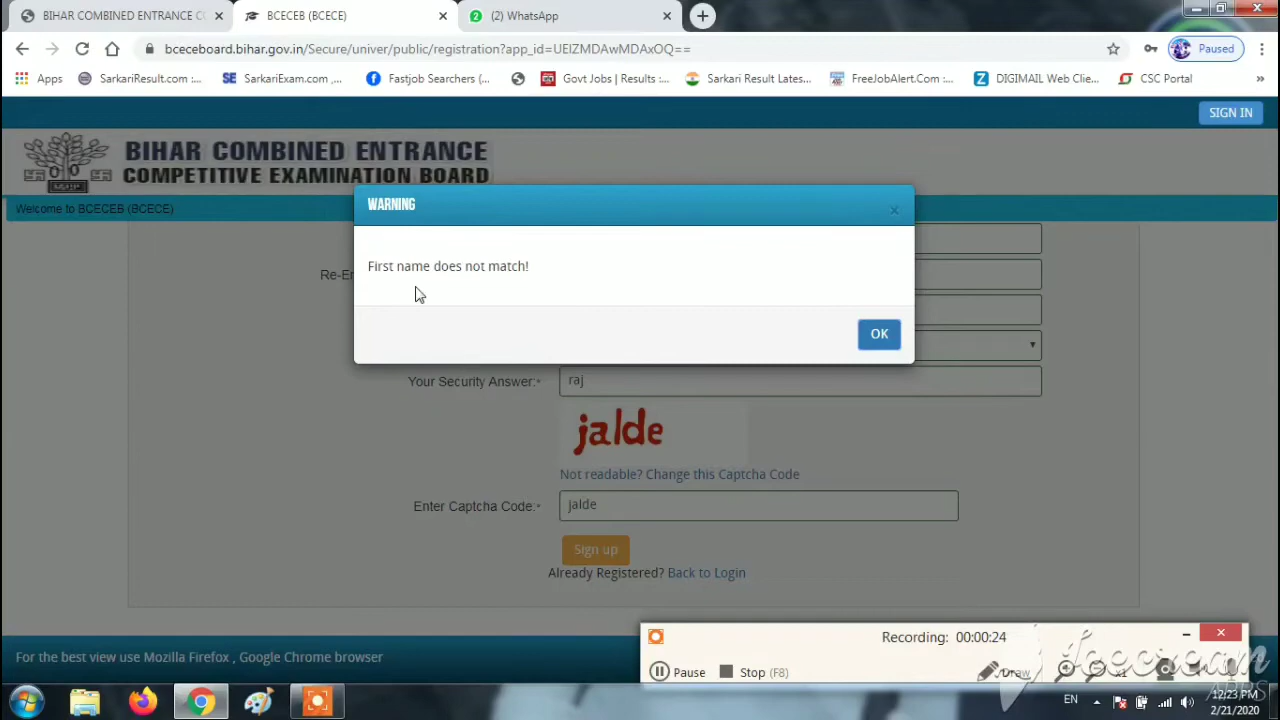 BIHAR COMBINED ENTRANCE CO
BCECEB (BCECE)
(2) WhatsApp
bceceboard.bihar.gov.in/Secure/univer/public/registration?app_id=UElZMDAwMDAxOQ==
Paused
Apps
SarkariResult.com :...
SarkariExam.com ,...
Fastjob Searchers (...
Govt Jobs | Results :...
Sarkari Result Lates...
FreeJobAlert.Com :...
DIGIMAIL Web Clie...
CSC Portal
»
SIGN IN
BIHAR COMBINED ENTRANCE
COMPETITIVE EXAMINATION BOARD
Welcome to BCECEB (BCECE)
WARNING
×
First name does not match!
OK
Re-En
Your Security Answer:*
raj
jalde
Not readable? Change this Captcha Code
Enter Captcha Code:*
jalde
Sign up
Already Registered? Back to Login
For the best view use Mozilla Firefox , Google Chrome browser
Recording: 00:00:24
Pause
Stop (F8)
Draw
x1
EN
12:23 PM
2/21/2020